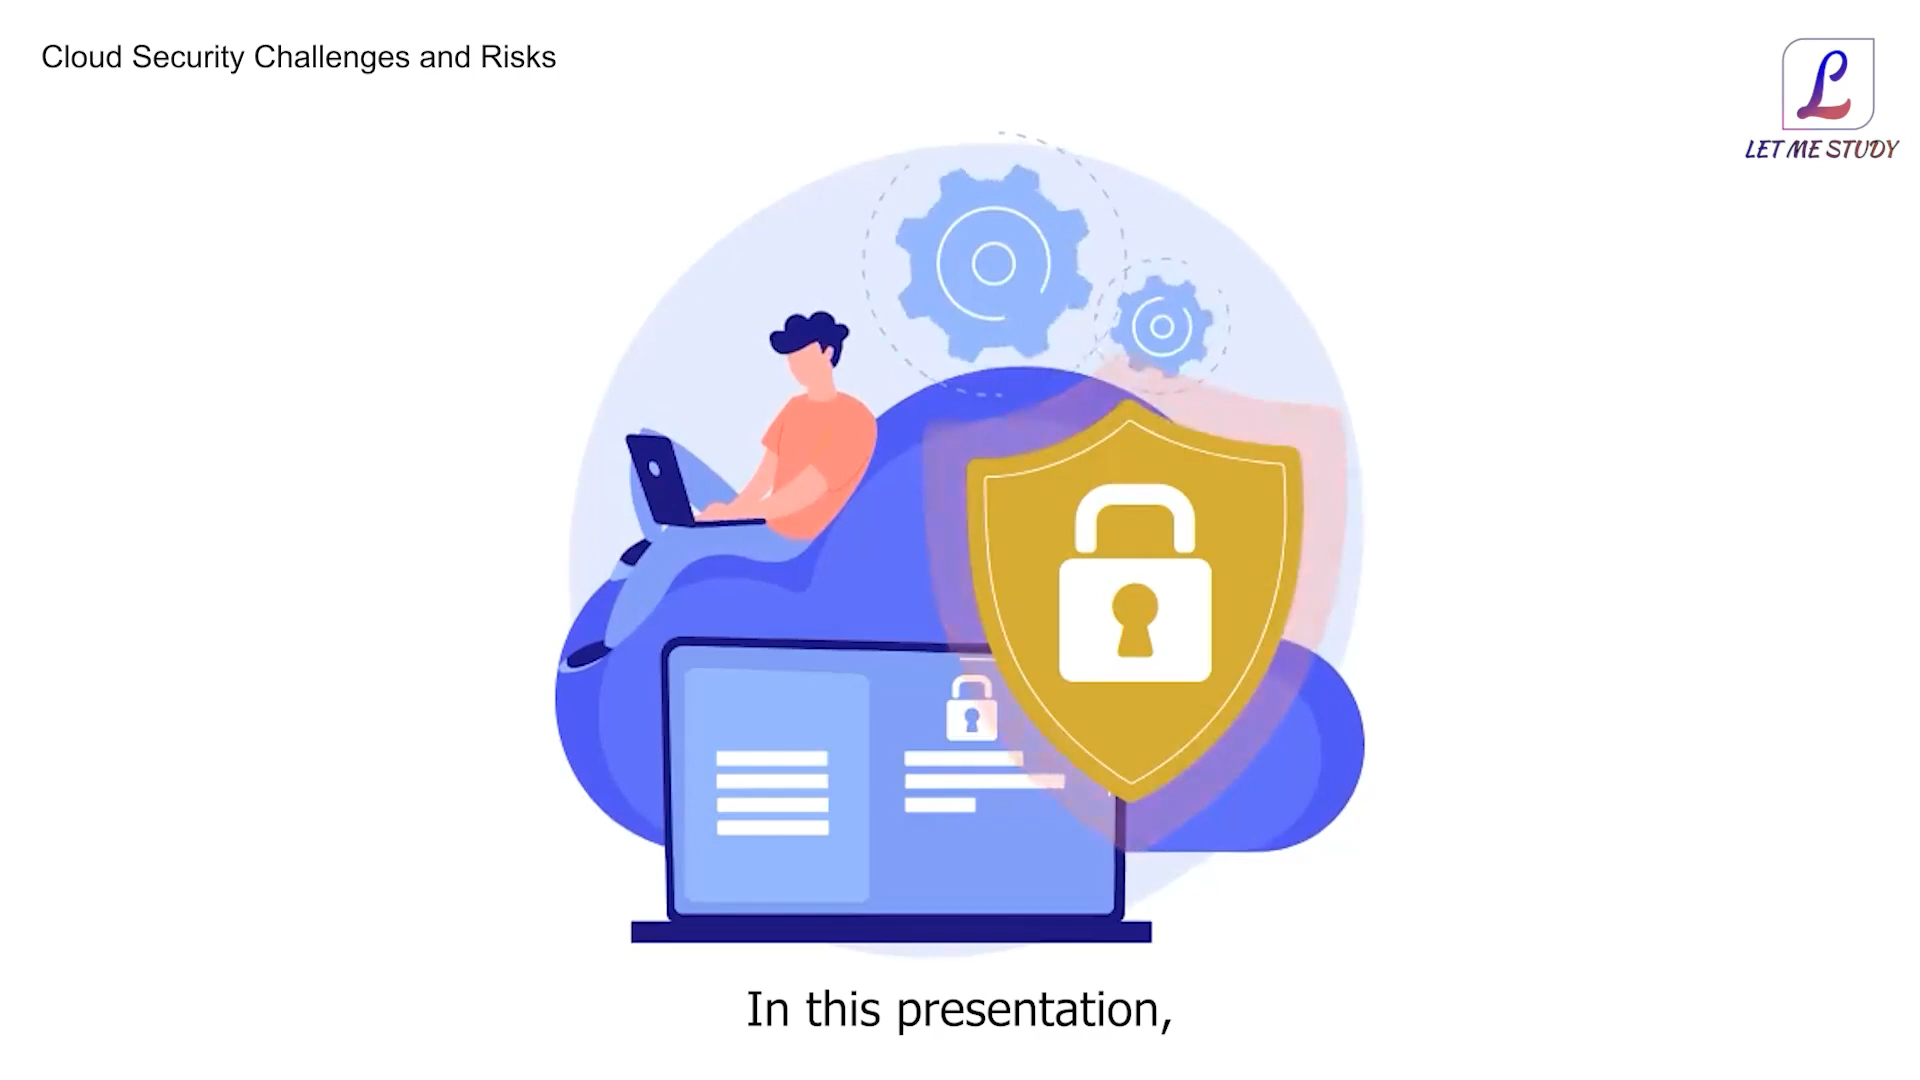 Cloud Security Challenges and Risks
L
LET ME STUDY
In this presentation,